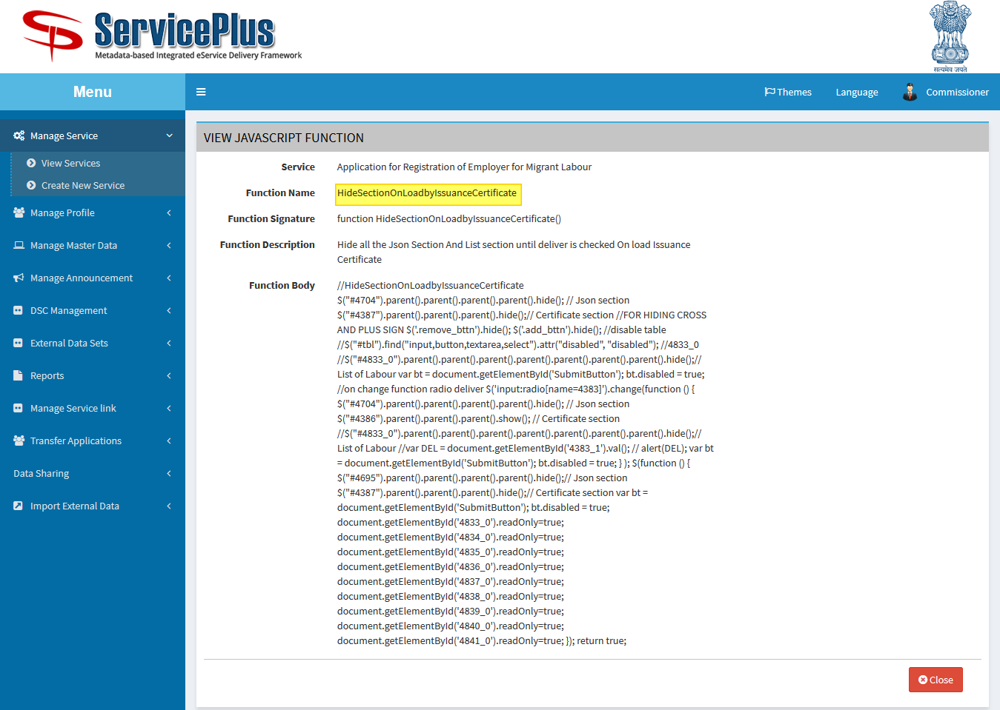 ServicePlus
Metadata-based Integrated eService Delivery Framework
सत्यमेव जयते
Menu
Themes
Language
Commissioner
Manage Service
View Services
Create New Service
Manage Profile
Manage Master Data
Manage Announcement
DSC Management
External Data Sets
Reports
Manage Service link
Transfer Applications
Data Sharing
Import External Data
VIEW JAVASCRIPT FUNCTION
Service Application for Registration of Employer for Migrant Labour
Function Name HideSectionOnLoadbyIssuanceCertificate
Function Signature function HideSectionOnLoadbyIssuanceCertificate()
Function Description Hide all the Json Section And List section until deliver is checked On load Issuance
Certificate
Function Body //HideSectionOnLoadbyIssuanceCertificate
$("#4704").parent().parent().parent().parent().hide(); // Json section
$("#4387").parent().parent().parent().hide();// Certificate section //FOR HIDING CROSS
AND PLUS SIGN $('.remove_bttn').hide(); $('.add_bttn').hide(); //disable table
//$("#tbl").find("input,button,textarea,select").attr("disabled", "disabled"); //4833_0
//$("#4833_0").parent().parent().parent().parent().parent().parent().parent().hide();//
List of Labour var bt = document.getElementById('SubmitButton'); bt.disabled = true;
//on change function radio deliver $('input:radio[name=4383]').change(function () {
$("#4704").parent().parent().parent().parent().hide(); // Json section
$("#4386").parent().parent().parent().show(); // Certificate section
//$("#4833_0").parent().parent().parent().parent().parent().parent().parent().hide();//
List of Labour //var DEL = document.getElementById('4383_1').val(); // alert(DEL); var bt
= document.getElementById('SubmitButton'); bt.disabled = true; } ); $(function () {
$("#4695").parent().parent().parent().parent().hide();// Json section
$("#4387").parent().parent().parent().hide();// Certificate section var bt =
document.getElementById('SubmitButton'); bt.disabled = true;
document.getElementById('4833_0').readOnly=true;
document.getElementById('4834_0').readOnly=true;
document.getElementById('4835_0').readOnly=true;
document.getElementById('4836_0').readOnly=true;
document.getElementById('4837_0').readOnly=true;
document.getElementById('4838_0').readOnly=true;
document.getElementById('4839_0').readOnly=true;
document.getElementById('4840_0').readOnly=true;
document.getElementById('4841_0').readOnly=true; }); return true;
Close